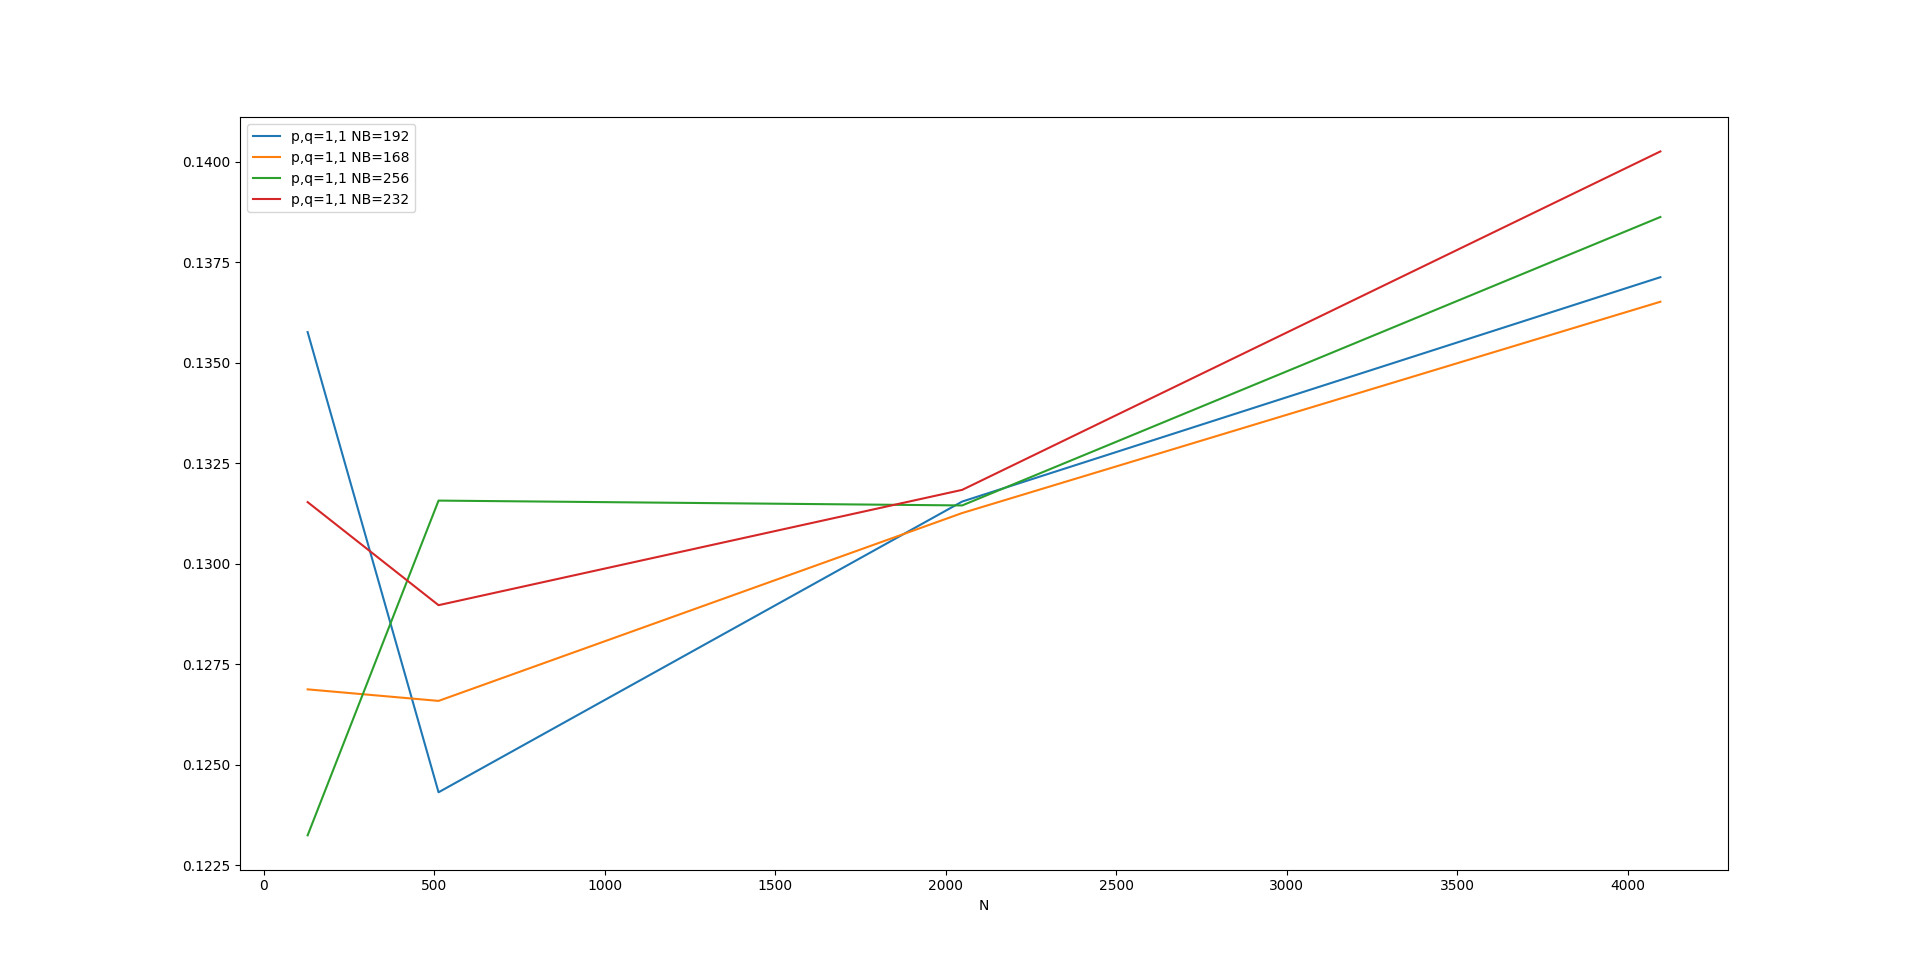 p,q=1,1 NB=192
p,q=1,1 NB=168
p,q=1,1 NB=256
p,q=1,1 NB=232
0.1400
0.1375
0.1350
0.1325
0.1300
0.1275
0.1250
0.1225
0 500 1000 1500 2000 2500 3000 3500 4000
N